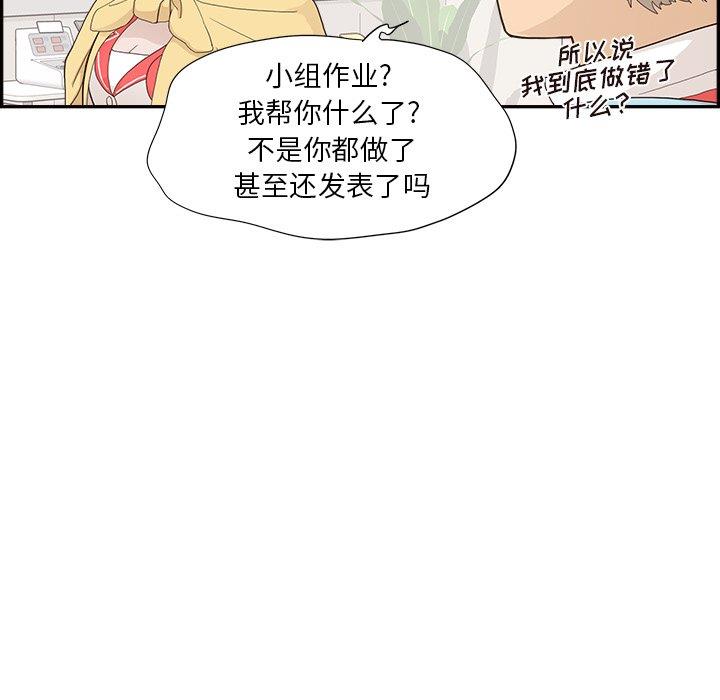 所以说
我到底做错了
什么?
小组作业?
我帮你什么了?
不是你都做了
甚至还发表了吗